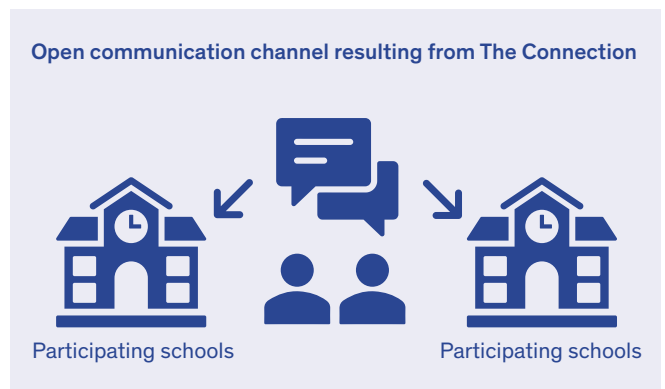 Open communication channel resulting from The Connection
Participating schools
Participating schools